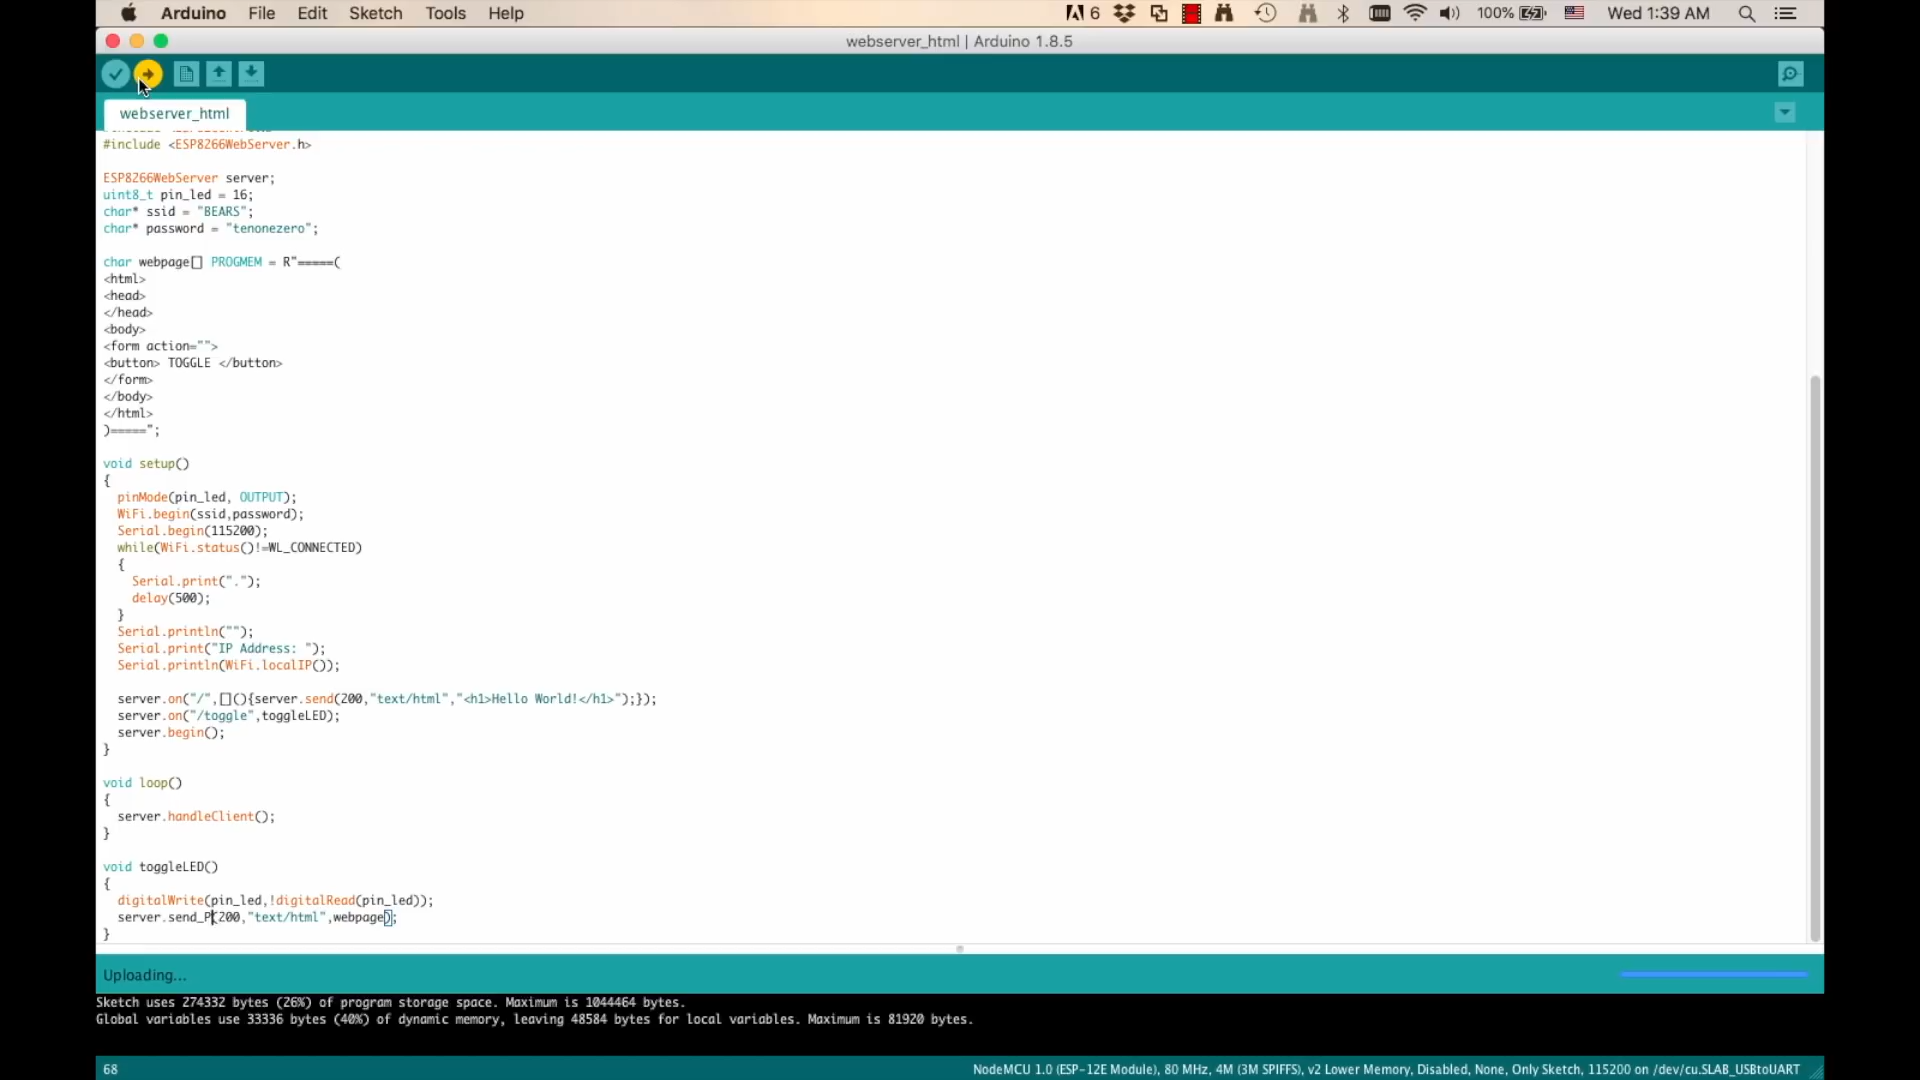 Arduino File Edit Sketch Tools Help 6 100% Wed 1:39 AM
webserver_html | Arduino 1.8.5
webserver_html
#include <ESP8266WebServer.h>
ESP8266WebServer server;
uint8_t pin_led = 16;
char* ssid = "BEARS";
char* password = "tenonezero";
char webpage[] PROGMEM = R"=====(
<html>
<head>
</head>
<body>
<form action="">
<button> TOGGLE </button>
</form>
</body>
</html>
)=====";
void setup()
{
pinMode(pin_led, OUTPUT);
WiFi.begin(ssid,password);
Serial.begin(115200);
while(WiFi.status()!=WL_CONNECTED)
{
Serial.print(".");
delay(500);
}
Serial.println("");
Serial.print("IP Address: ");
Serial.println(WiFi.localIP());
server.on("/",[](){server.send(200,"text/html","<h1>Hello World!</h1>");});
server.on("/toggle",toggleLED);
server.begin();
}
void loop()
{
server.handleClient();
}
void toggleLED()
{
digitalWrite(pin_led,!digitalRead(pin_led));
server.send_P(200,"text/html",webpage);
}
Uploading...
Sketch uses 274332 bytes (26%) of program storage space. Maximum is 1044464 bytes.
Global variables use 33336 bytes (40%) of dynamic memory, leaving 48584 bytes for local variables. Maximum is 81920 bytes.
68 NodeMCU 1.0 (ESP-12E Module), 80 MHz, 4M (3M SPIFFS), v2 Lower Memory, Disabled, None, Only Sketch, 115200 on /dev/cu.SLAB_USBtoUART